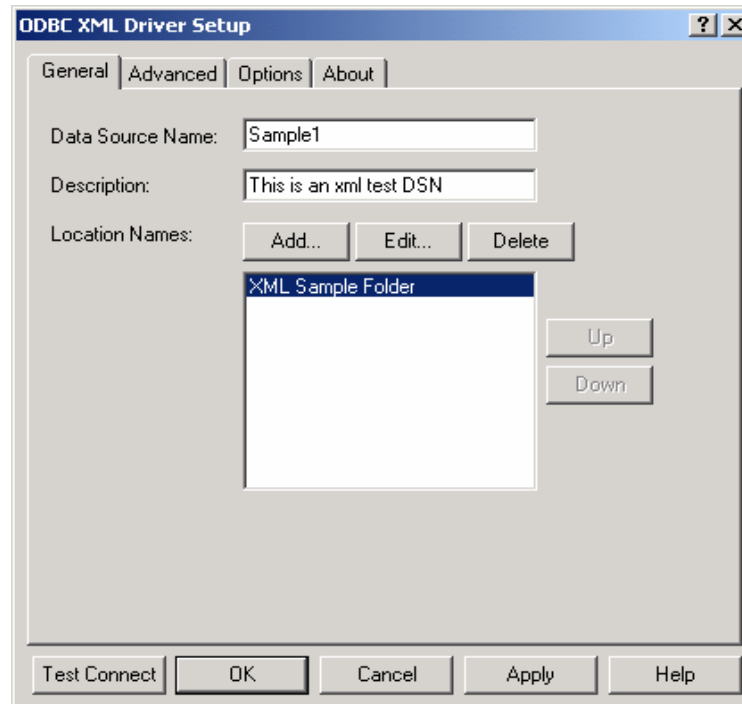 ODBC XML Driver Setup
General Advanced Options About
Data Source Name: Sample1
Description: This is an xml test DSN
Location Names: Add... Edit... Delete
XML Sample Folder
Up
Down
Test Connect OK Cancel Apply Help